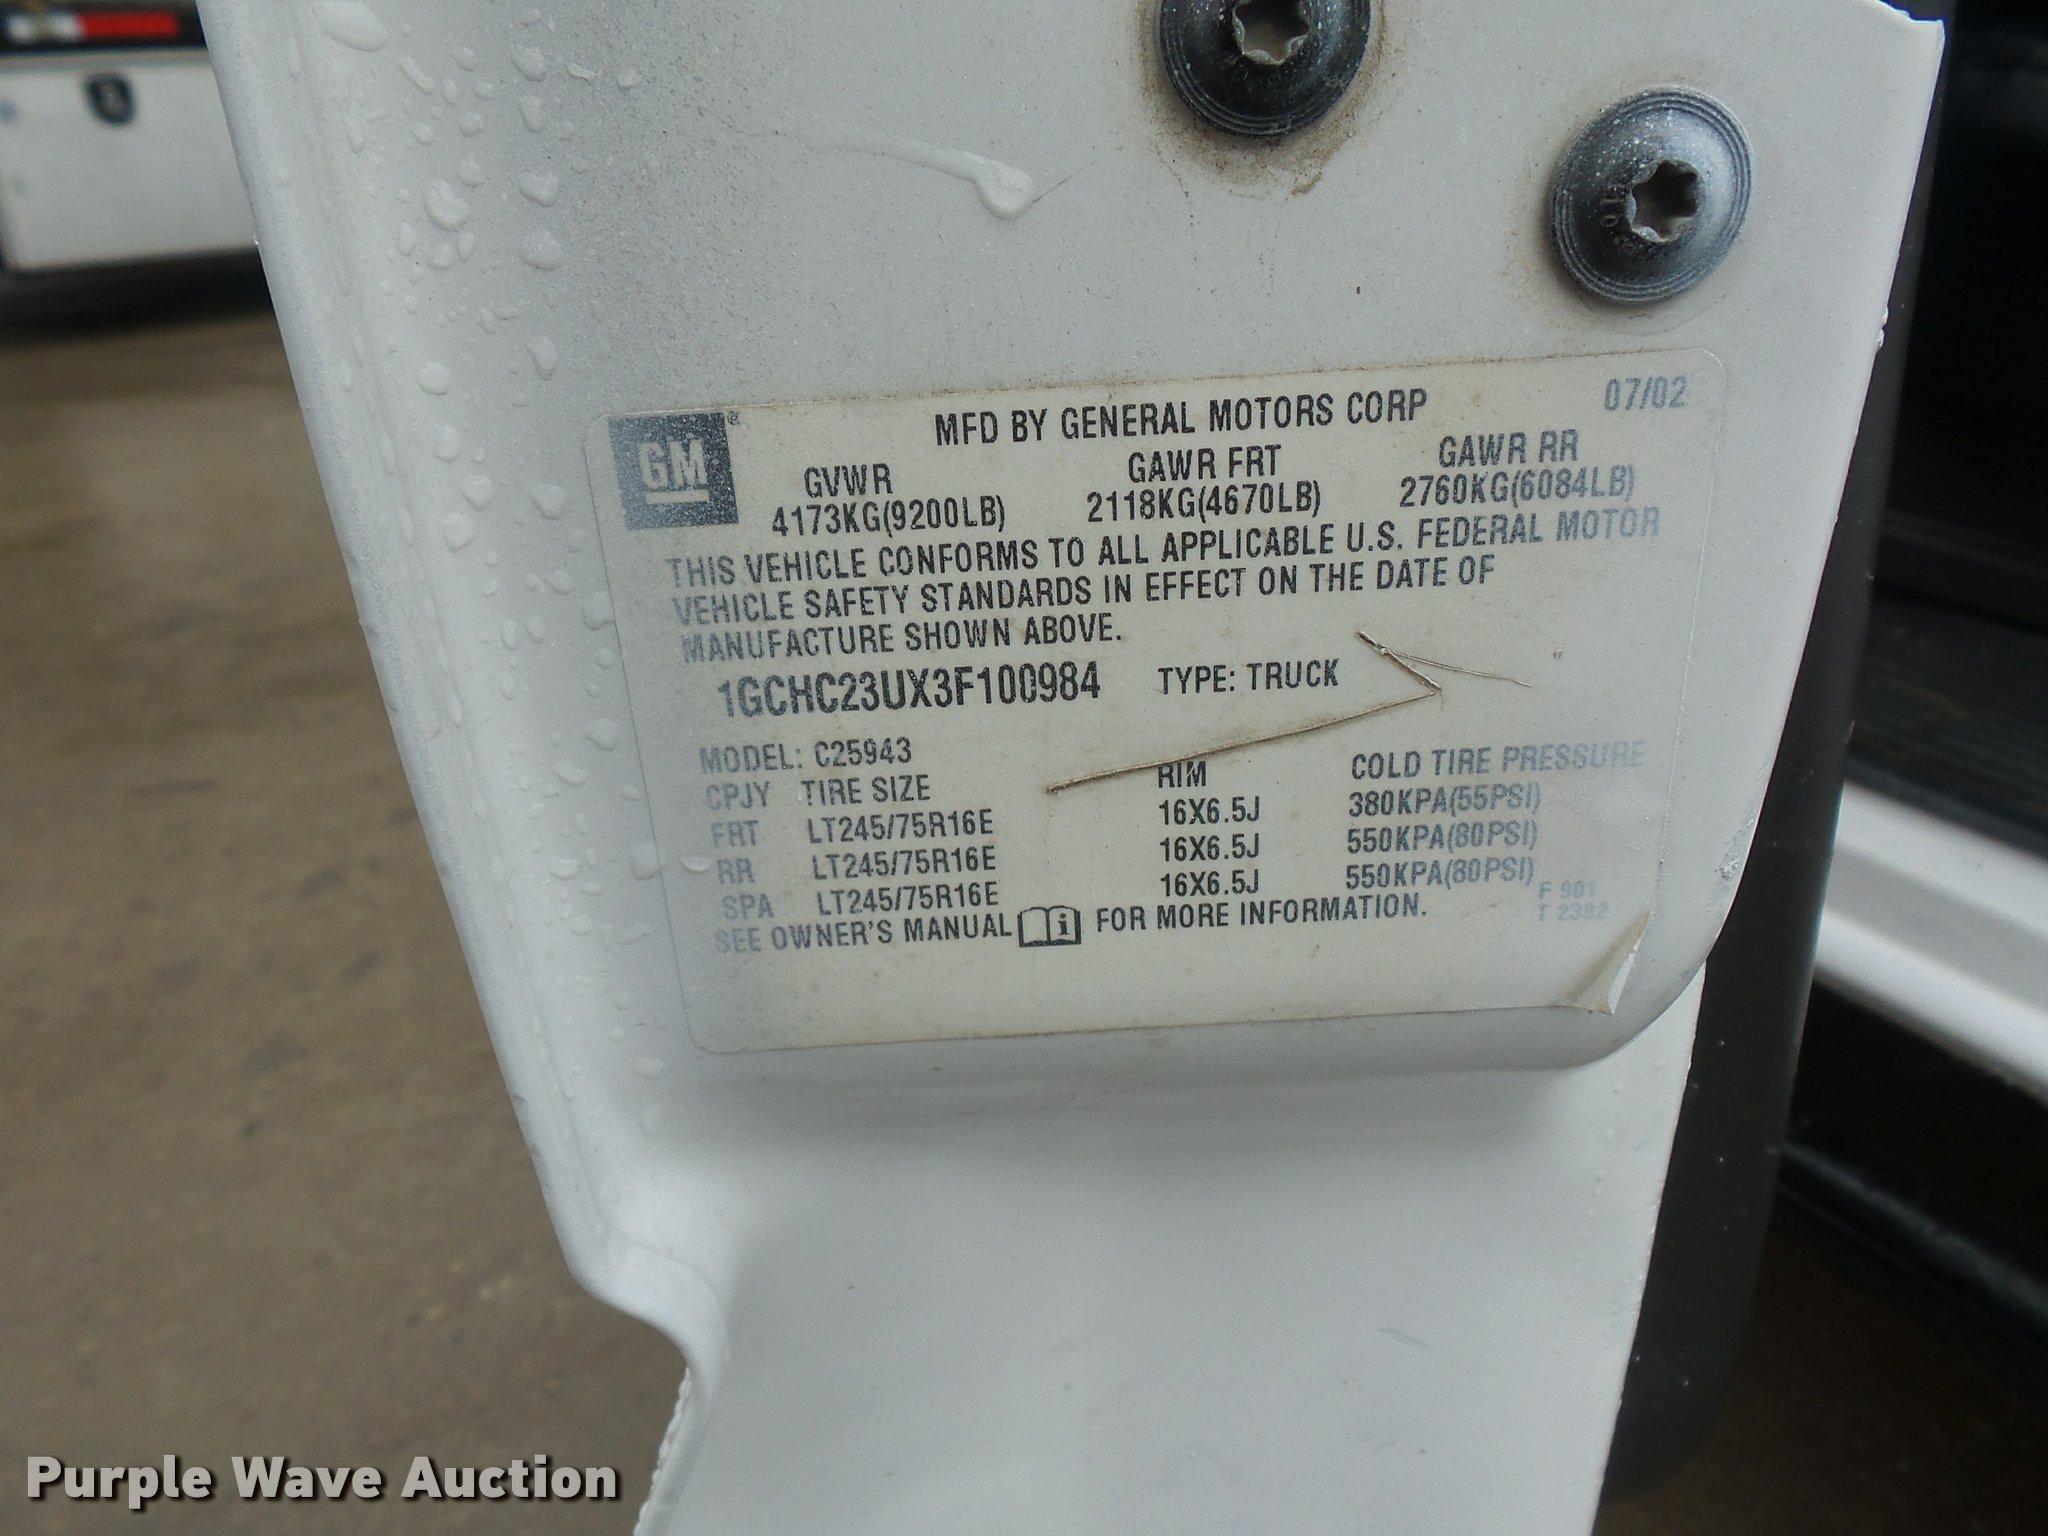 MFD BY GENERAL MOTORS CORP 07/02
GM
GVWR GAWR FRT GAWR RR
4173KG(9200LB) 2118KG(4670LB) 2760KG(6084LB)
THIS VEHICLE CONFORMS TO ALL APPLICABLE U.S. FEDERAL MOTOR
VEHICLE SAFETY STANDARDS IN EFFECT ON THE DATE OF
MANUFACTURE SHOWN ABOVE.
1GCHC23UX3F100984 TYPE: TRUCK
MODEL: C25943
CPJY TIRE SIZE RIM COLD TIRE PRESSURE
FRT LT245/75R16E 16X6.5J 380KPA(55PSI)
RR LT245/75R16E 16X6.5J 550KPA(80PSI)
SPA LT245/75R16E 16X6.5J 550KPA(80PSI)
F 901
T 2382
SEE OWNER'S MANUAL i FOR MORE INFORMATION.
Purple Wave Auction